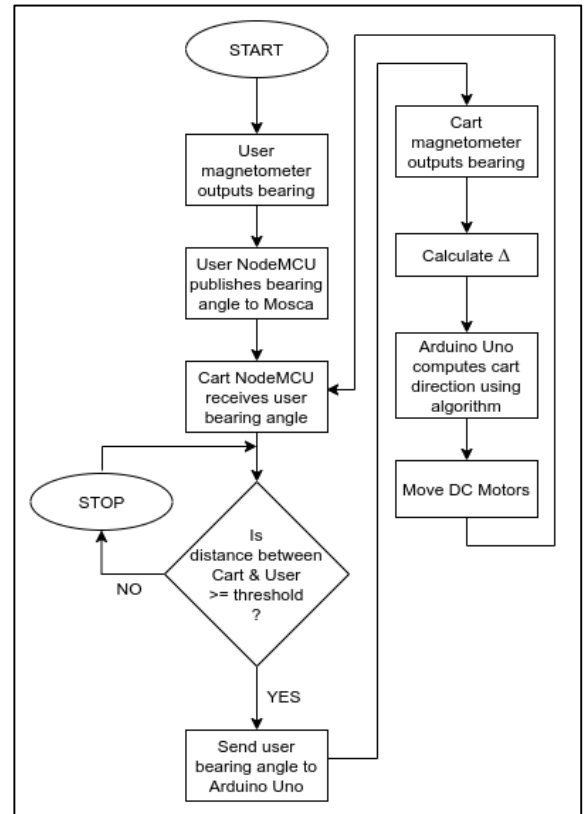 START
User
magnetometer
outputs bearing
User NodeMCU
publishes bearing
angle to Mosca
Cart NodeMCU
receives user
bearing angle
STOP
Is
distance between
Cart & User
>= threshold
?
NO
YES
Send user
bearing angle to
Arduino Uno
Cart
magnetometer
outputs bearing
Calculate Δ
Arduino Uno
computes cart
direction using
algorithm
Move DC Motors